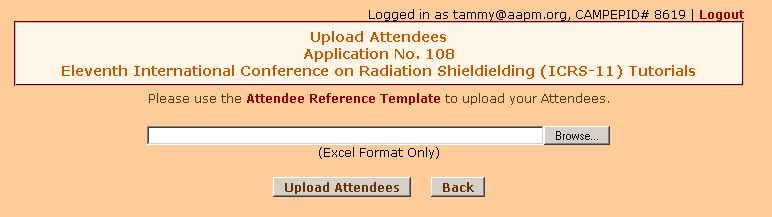 Logged in as tammy@aapm.org, CAMPEPID# 8619 | Logout
Upload Attendees
Application No. 108
Eleventh International Conference on Radiation Shieldielding (ICRS-11) Tutorials
Please use the Attendee Reference Template to upload your Attendees.
Browse...
(Excel Format Only)
Upload Attendees Back